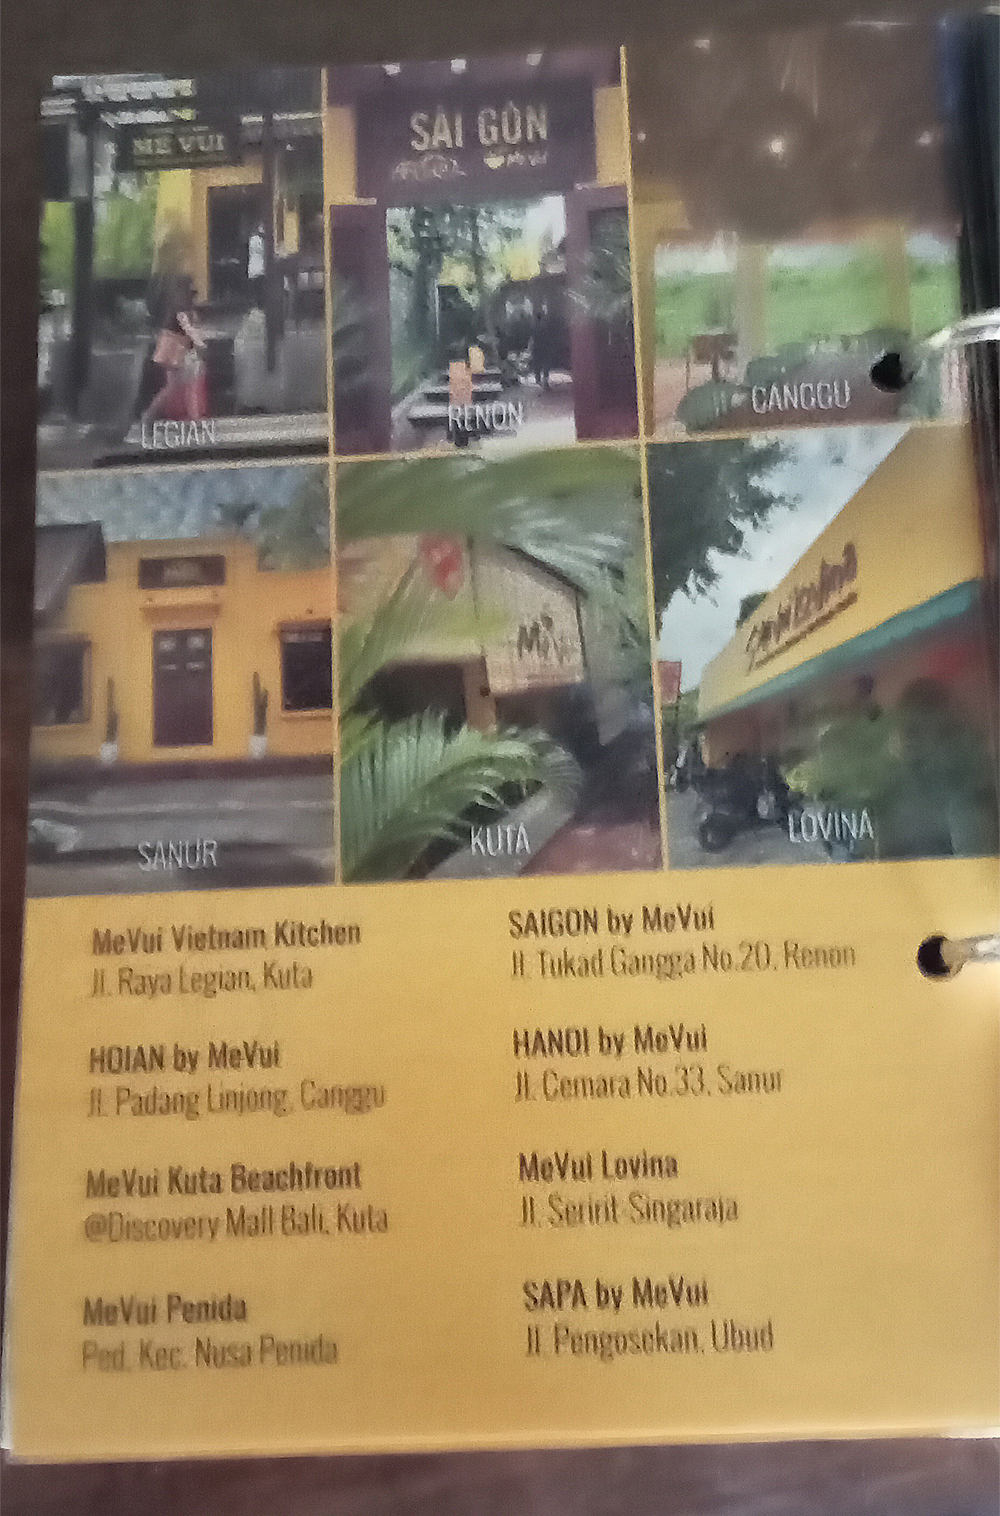 MÊ VUI
SÀI GÒN
LEGIAN
RENON
CANGGU
SANUR
KUTA
LOVINA
MeVui Vietnam Kitchen
Jl. Raya Legian, Kuta
HOIAN by MeVui
Jl. Padang Linjong, Canggu
MeVui Kuta Beachfront
@Discovery Mall Bali, Kuta
MeVui Penida
Ped, Kec. Nusa Penida
SAIGON by MeVui
Jl. Tukad Gangga No.20, Renon
HANOI by MeVui
Jl. Cemara No.33, Sanur
MeVui Lovina
Jl. Seririt-Singaraja
SAPA by MeVui
Jl. Pengosekan, Ubud